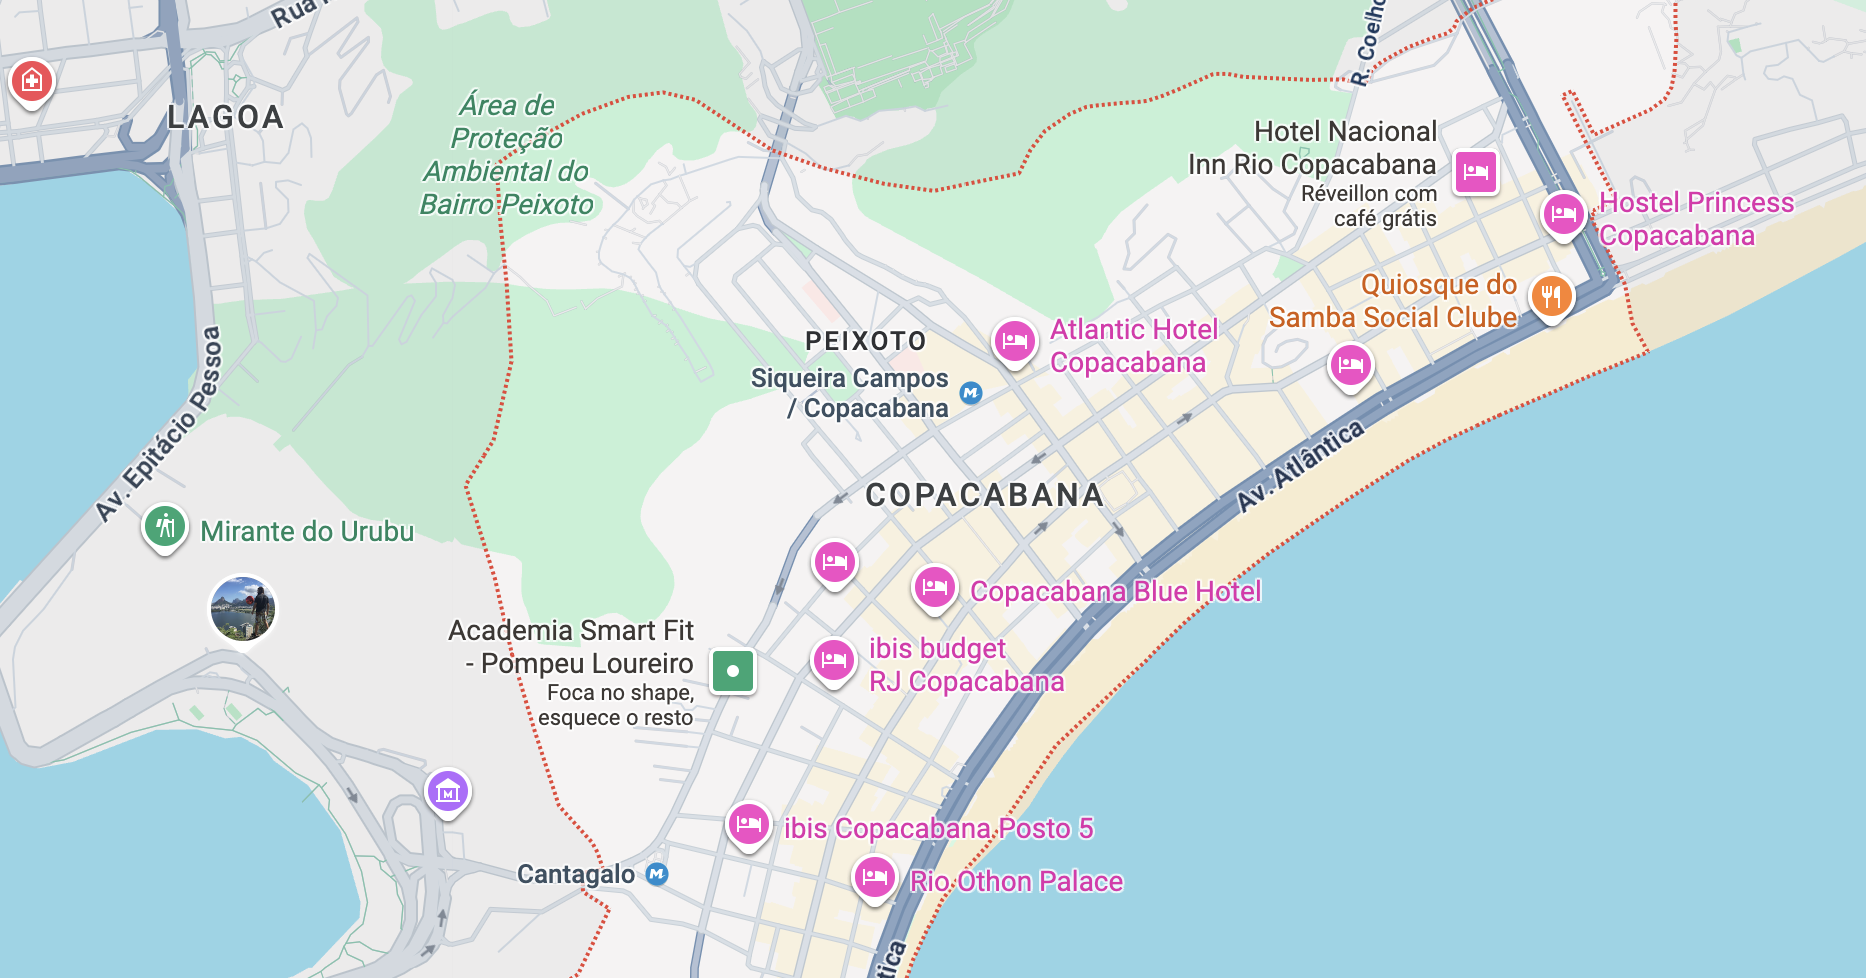 Rua
R. Coelho
LAGOA
Área de
Proteção
Ambiental do
Bairro Peixoto
Hotel Nacional
Inn Rio Copacabana
Réveillon com
café grátis
Hostel Princess
Copacabana
Quiosque do
Samba Social Clube
PEIXOTO
Atlantic Hotel
Copacabana
Siqueira Campos
/ Copacabana
M
Av. Epitácio Pessoa
Av. Atlântica
COPACABANA
Mirante do Urubu
Copacabana Blue Hotel
Academia Smart Fit
- Pompeu Loureiro
Foca no shape,
esquece o resto
ibis budget
RJ Copacabana
M
ibis Copacabana Posto 5
Cantagalo
M
Rio Othon Palace
tica